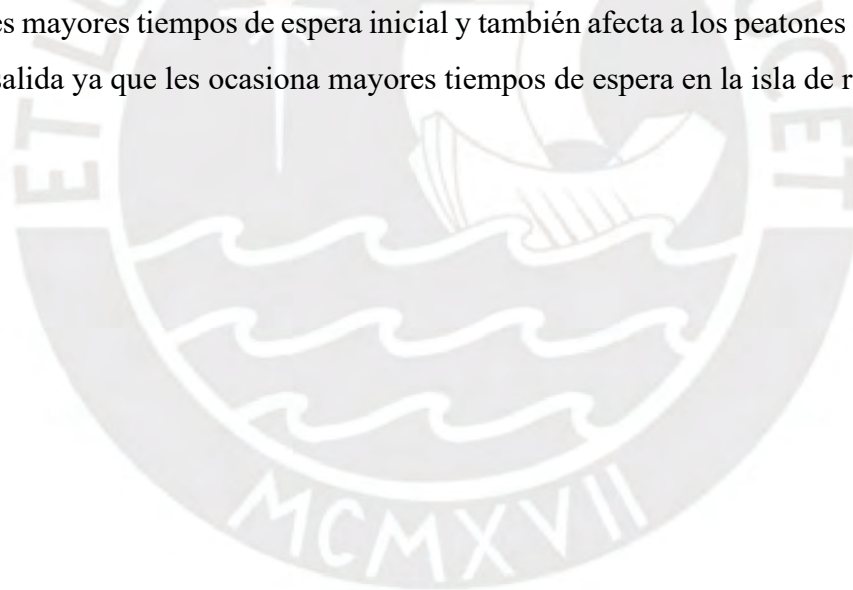 es mayores tiempos de espera inicial y también afecta a los peatones
salida ya que les ocasiona mayores tiempos de espera en la isla de r
ET
MCMXVII